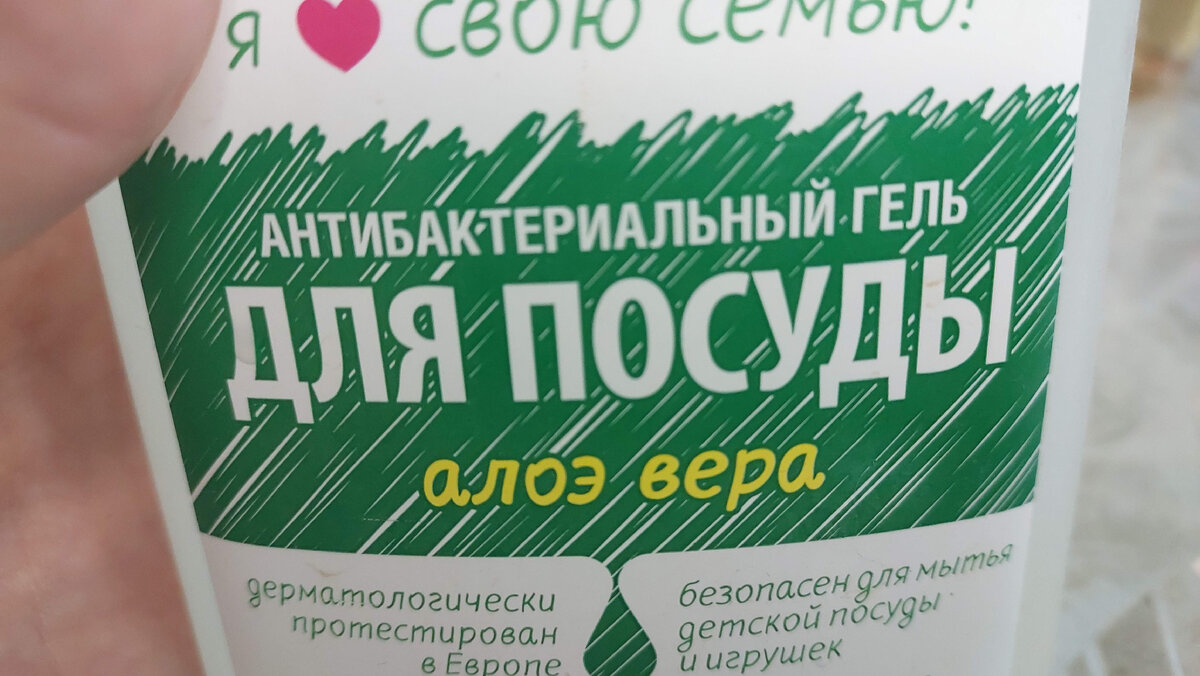 я ❤ свою семью!
АНТИБАКТЕРИАЛЬНЫЙ ГЕЛЬ
ДЛЯ ПОСУДЫ
алоэ вера
дерматологически
протестирован
в Европе
безопасен для мытья
детской посуды
и игрушек